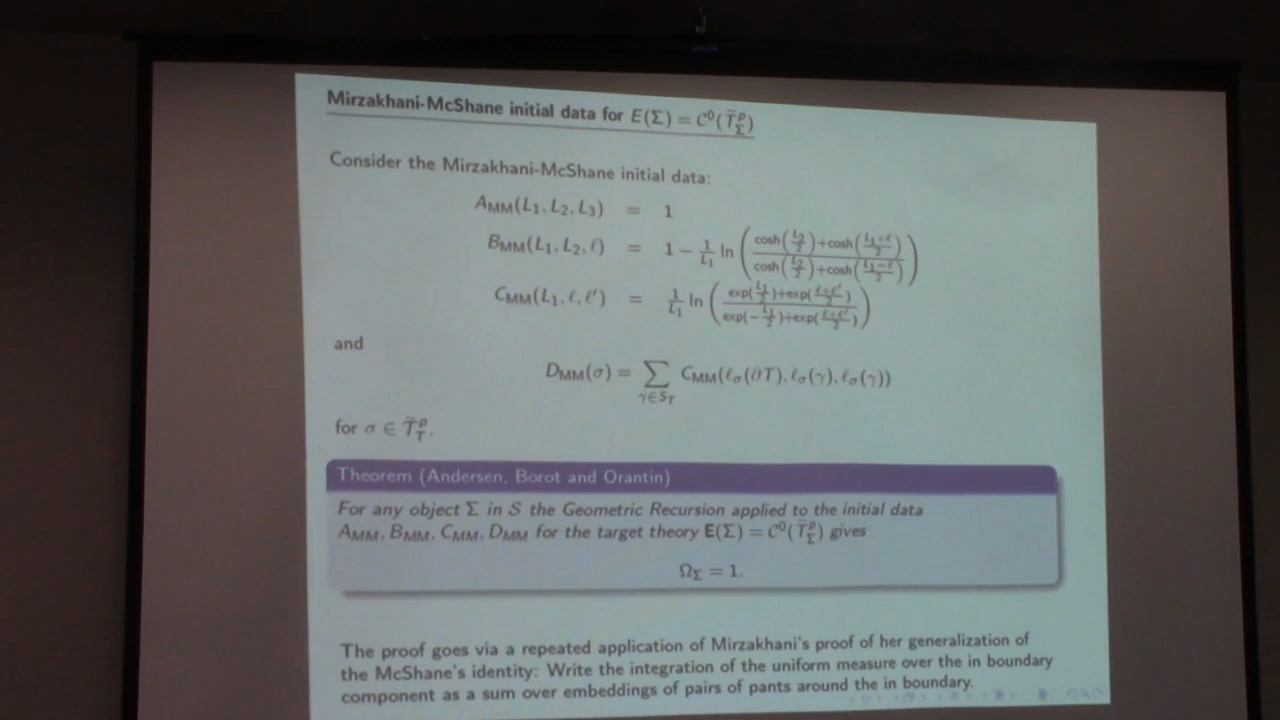 Mirzakhani-McShane initial data for E(Σ) = C⁰(T̃ᵖ_Σ)
Consider the Mirzakhani-McShane initial data:
A_MM(L₁, L₂, L₃) = 1
B_MM(L₁, L₂, ℓ) = 1 − 1/L₁ ln ( (cosh(L₂/2)+cosh((L₁+ℓ)/2)) / (cosh(L₂/2)+cosh((L₁−ℓ)/2)) )
C_MM(L₁, ℓ, ℓ′) = 1/L₁ ln ( (exp(L₁/2)+exp((ℓ+ℓ′)/2)) / (exp(−L₁/2)+exp((ℓ+ℓ′)/2)) )
and
D_MM(σ) = ∑_{γ∈S_T} C_MM(ℓ_σ(∂T), ℓ_σ(γ), ℓ_σ(γ))
for σ ∈ T̃ᵖ_T.
Theorem (Andersen, Borot and Orantin)
For any object Σ in S the Geometric Recursion applied to the initial data
A_MM, B_MM, C_MM, D_MM for the target theory E(Σ) = C⁰(T̃ᵖ_Σ) gives
Ω_Σ = 1.
The proof goes via a repeated application of Mirzakhani's proof of her generalization of
the McShane's identity: Write the integration of the uniform measure over the in boundary
component as a sum over embeddings of pairs of pants around the in boundary.